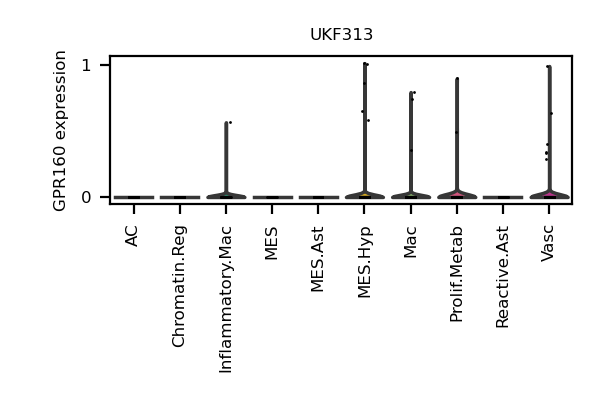 UKF313
GPR160 expression
1
0
AC
Chromatin.Reg
Inflammatory.Mac
MES
MES.Ast
MES.Hyp
Mac
Prolif.Metab
Reactive.Ast
Vasc